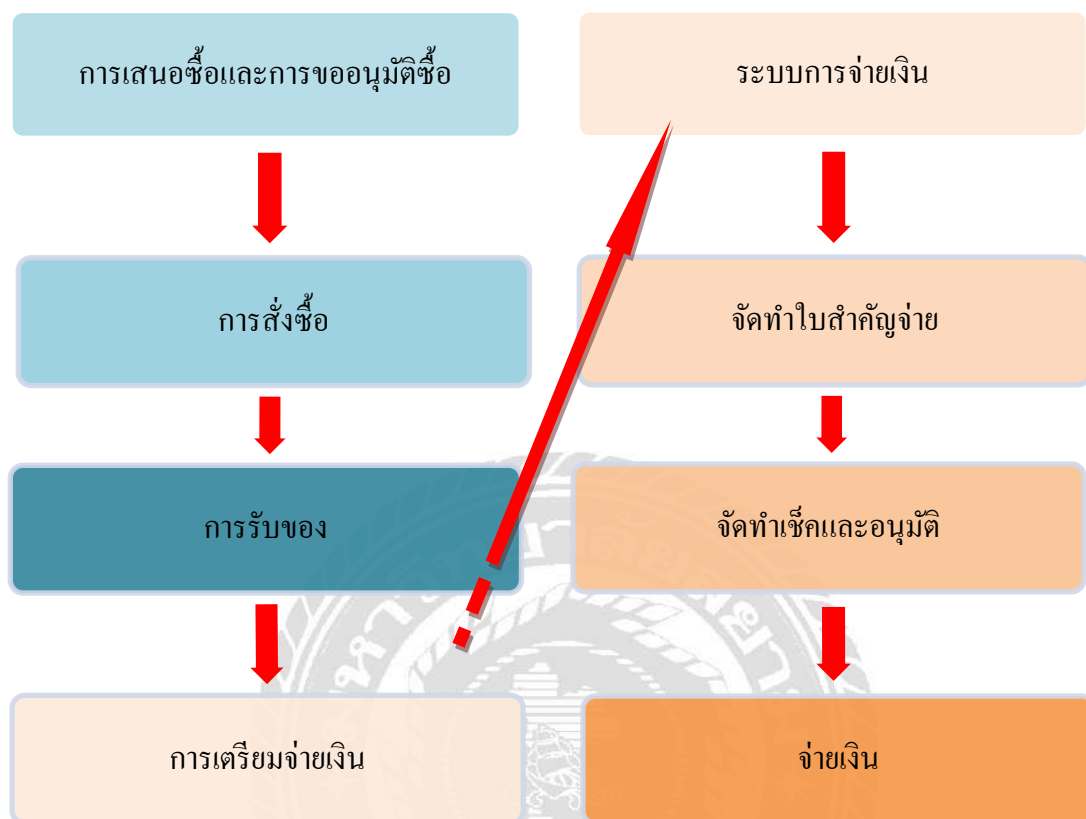 การเสนอซื้อและการขออนุมัติซื้อ
การสั่งซื้อ
การรับของ
การเตรียมจ่ายเงิน
ระบบการจ่ายเงิน
จัดทำใบสำคัญจ่าย
จัดทำเช็คและอนุมัติ
จ่ายเงิน